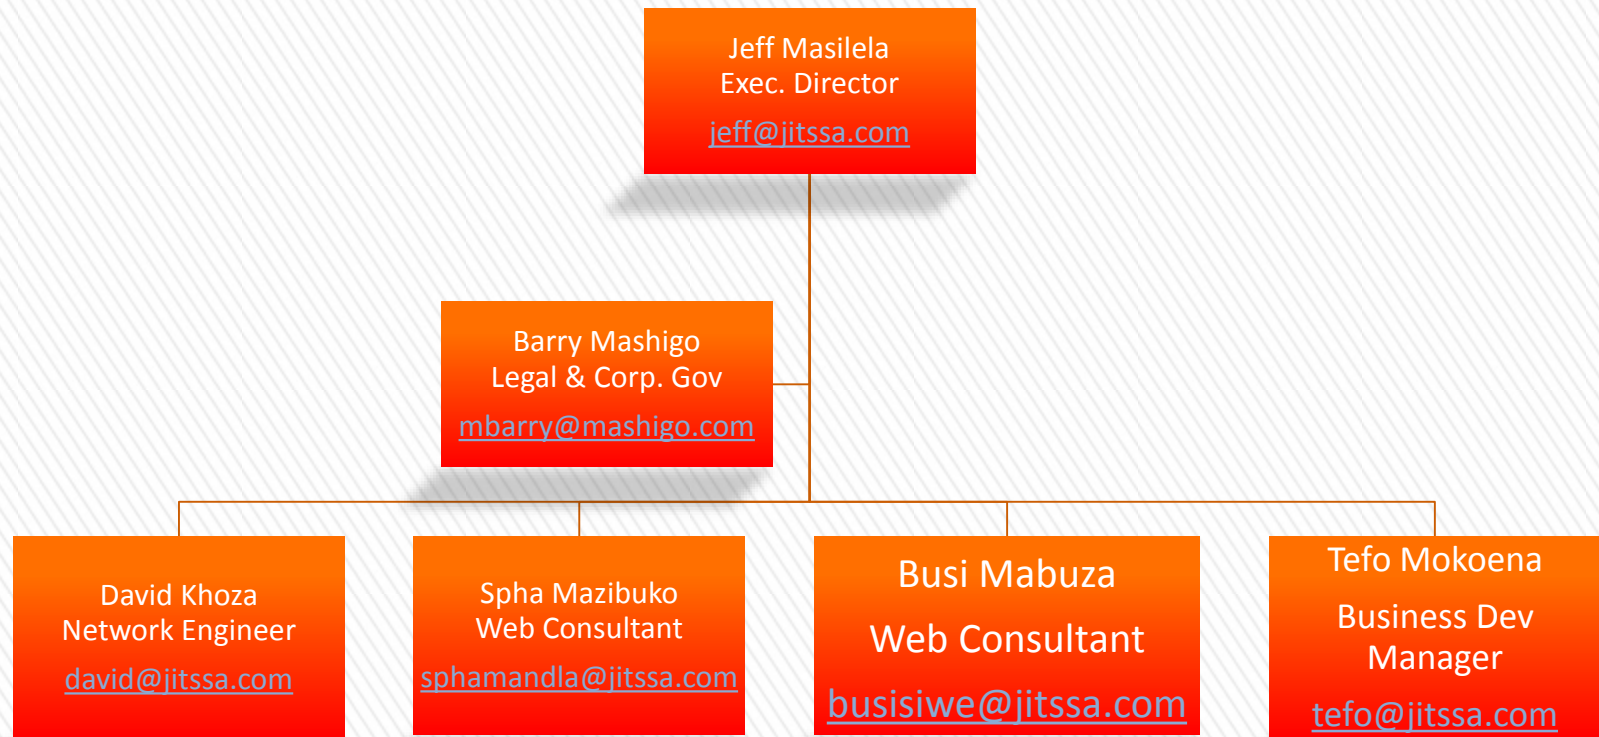 Jeff Masilela
Exec. Director
jeff@jitssa.com
Barry Mashigo
Legal & Corp. Gov
mbarry@mashigo.com
David Khoza
Network Engineer
david@jitssa.com
Spha Mazibuko
Web Consultant
sphamandla@jitssa.com
Busi Mabuza
Web Consultant
busisiwe@jitssa.com
Tefo Mokoena
Business Dev
Manager
tefo@jitssa.com